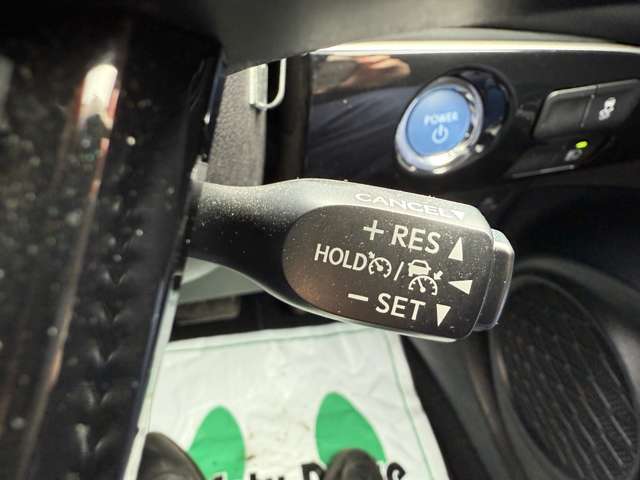 POWER
CANCEL
+ RES
HOLD /
− SET